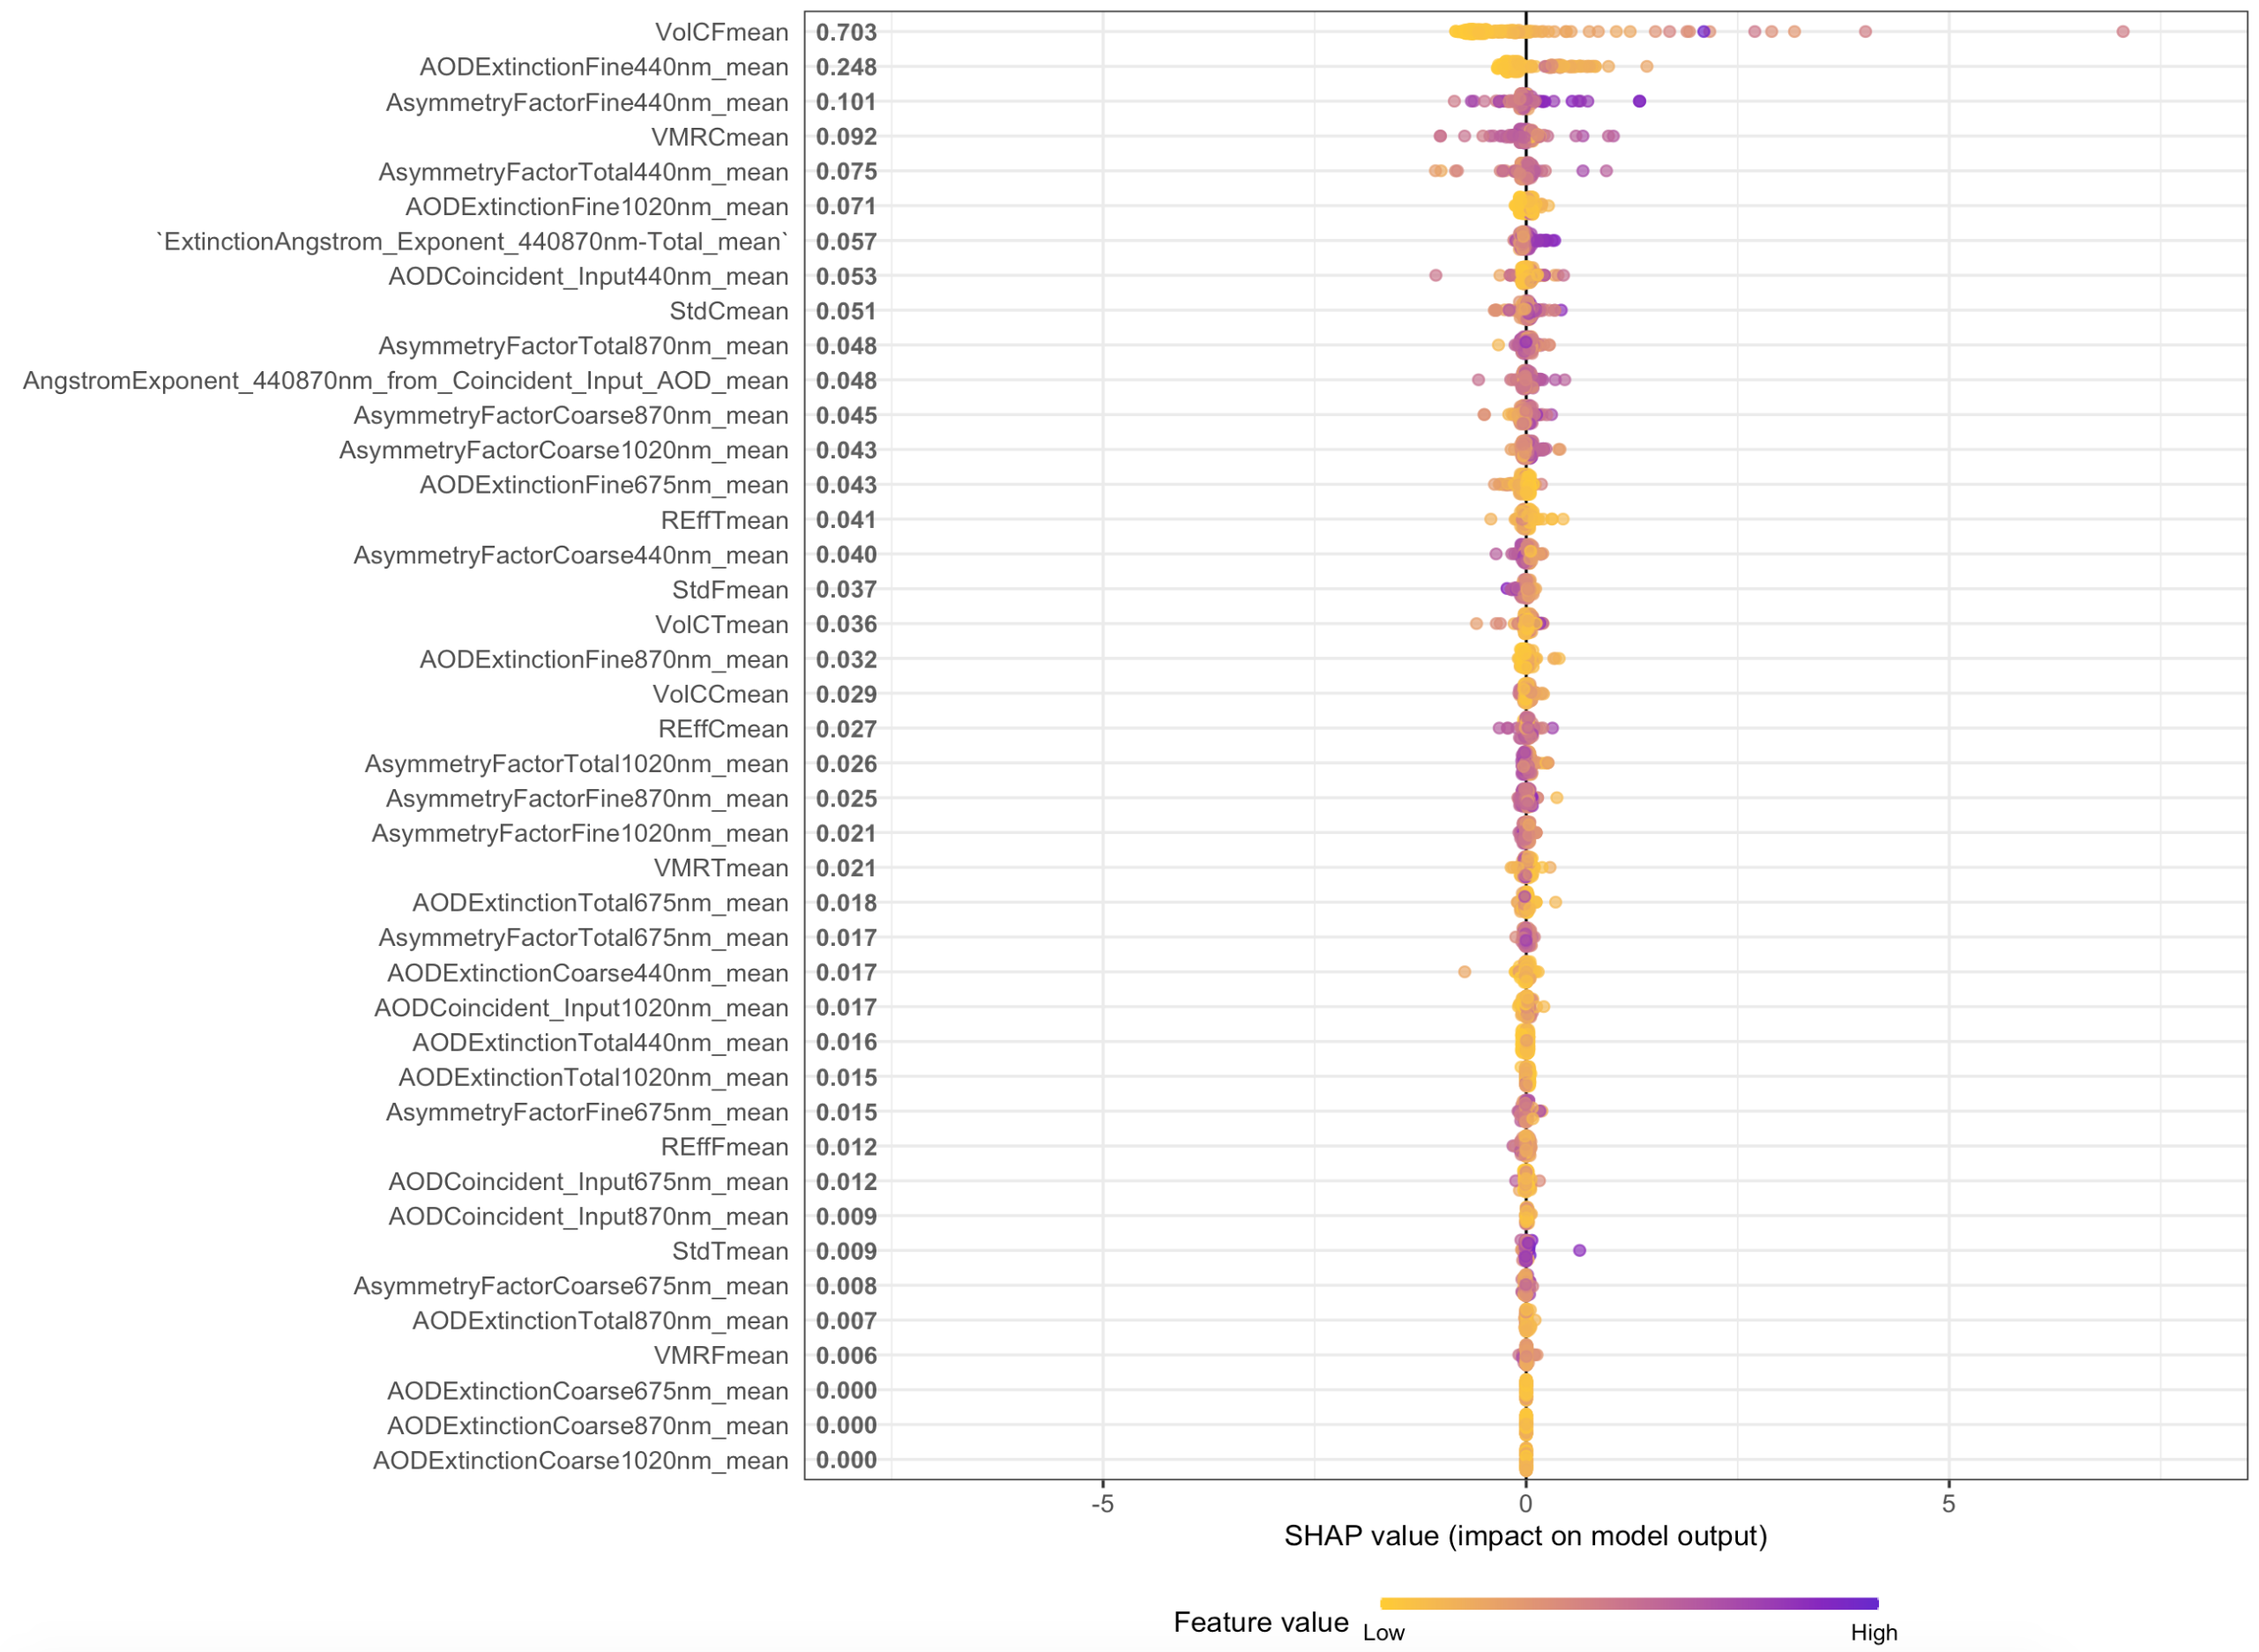 VolCFmean 0.703
AODExtinctionFine440nm_mean 0.248
AsymmetryFactorFine440nm_mean 0.101
VMRCmean 0.092
AsymmetryFactorTotal440nm_mean 0.075
AODExtinctionFine1020nm_mean 0.071
`ExtinctionAngstrom_Exponent_440870nm-Total_mean` 0.057
AODCoincident_Input440nm_mean 0.053
StdCmean 0.051
AsymmetryFactorTotal870nm_mean 0.048
AngstromExponent_440870nm_from_Coincident_Input_AOD_mean 0.048
AsymmetryFactorCoarse870nm_mean 0.045
AsymmetryFactorCoarse1020nm_mean 0.043
AODExtinctionFine675nm_mean 0.043
REffTmean 0.041
AsymmetryFactorCoarse440nm_mean 0.040
StdFmean 0.037
VolCTmean 0.036
AODExtinctionFine870nm_mean 0.032
VolCCmean 0.029
REffCmean 0.027
AsymmetryFactorTotal1020nm_mean 0.026
AsymmetryFactorFine870nm_mean 0.025
AsymmetryFactorFine1020nm_mean 0.021
VMRTmean 0.021
AODExtinctionTotal675nm_mean 0.018
AsymmetryFactorTotal675nm_mean 0.017
AODExtinctionCoarse440nm_mean 0.017
AODCoincident_Input1020nm_mean 0.017
AODExtinctionTotal440nm_mean 0.016
AODExtinctionTotal1020nm_mean 0.015
AsymmetryFactorFine675nm_mean 0.015
REffFmean 0.012
AODCoincident_Input675nm_mean 0.012
AODCoincident_Input870nm_mean 0.009
StdTmean 0.009
AsymmetryFactorCoarse675nm_mean 0.008
AODExtinctionTotal870nm_mean 0.007
VMRFmean 0.006
AODExtinctionCoarse675nm_mean 0.000
AODExtinctionCoarse870nm_mean 0.000
AODExtinctionCoarse1020nm_mean 0.000
-5 0 5
SHAP value (impact on model output)
Feature value
Low High